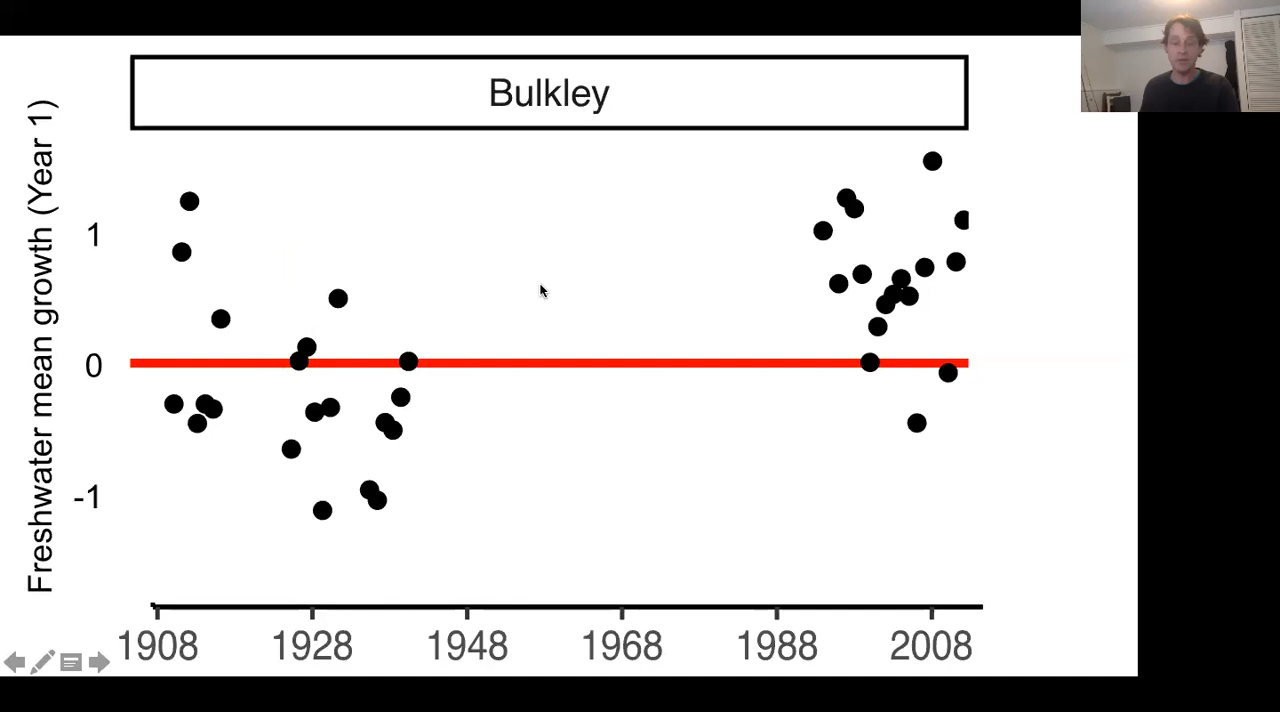 Bulkley
Freshwater mean growth (Year 1)
1
0
-1
1908 1928 1948 1968 1988 2008